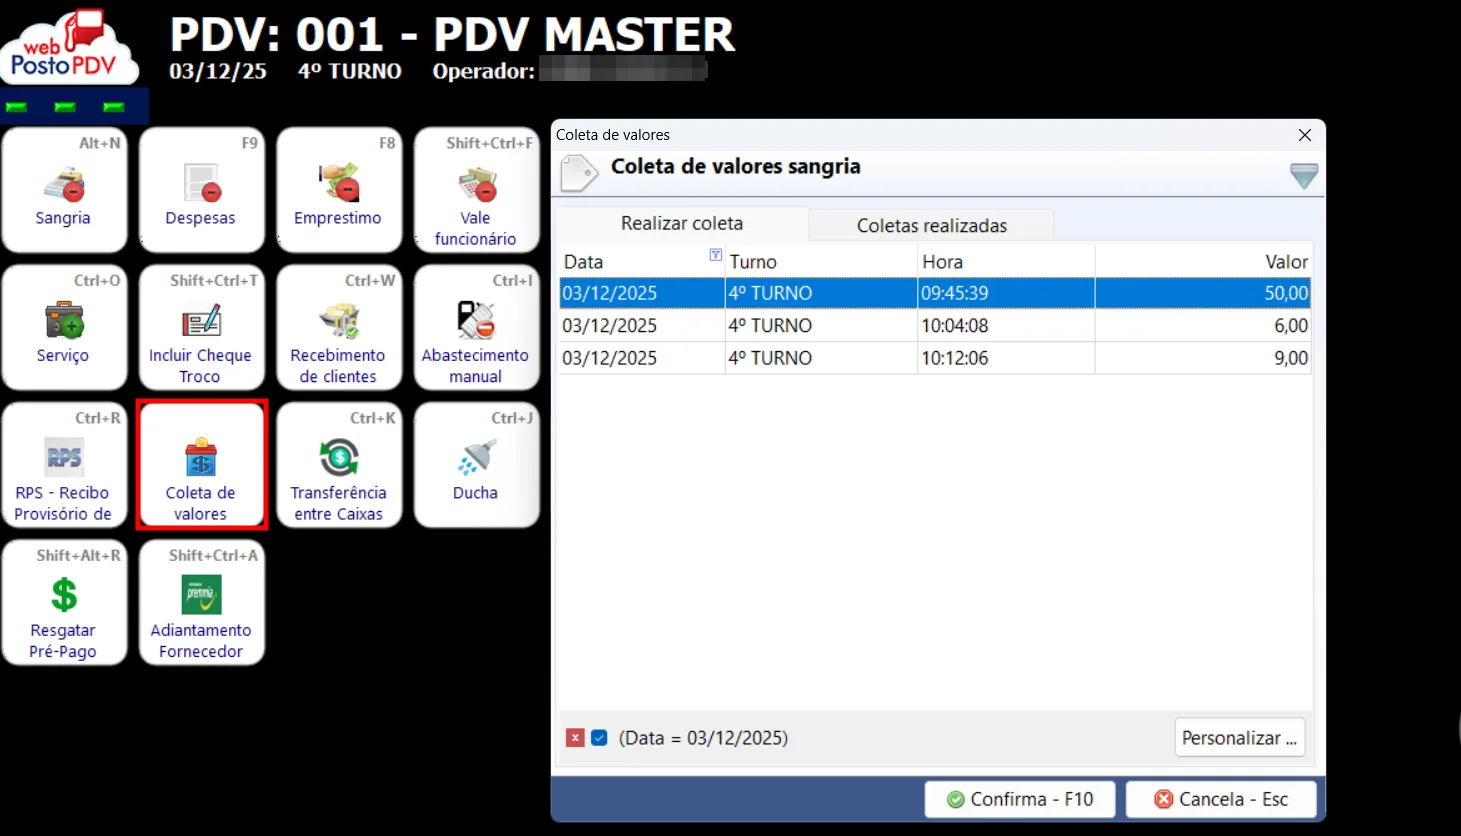 web
PostoPDV
PDV: 001 - PDV MASTER
03/12/25 4º TURNO Operador:
Alt+N
Sangria
F9
Despesas
F8
Emprestimo
Shift+Ctrl+F
Vale
funcionário
Ctrl+O
Serviço
Shift+Ctrl+T
Incluir Cheque
Troco
Ctrl+W
Recebimento
de clientes
Ctrl+I
Abastecimento
manual
Ctrl+R
RPS
RPS - Recibo
Provisório de
Coleta de
valores
Ctrl+K
Transferência
entre Caixas
Ctrl+J
Ducha
Shift+Alt+R
Resgatar
Pré-Pago
Shift+Ctrl+A
premmia
Adiantamento
Fornecedor
Coleta de valores
Coleta de valores sangria
Realizar coleta Coletas realizadas
Data Turno Hora Valor
03/12/2025 4º TURNO 09:45:39 50,00
03/12/2025 4º TURNO 10:04:08 6,00
03/12/2025 4º TURNO 10:12:06 9,00
(Data = 03/12/2025) Personalizar ...
Confirma - F10 Cancela - Esc